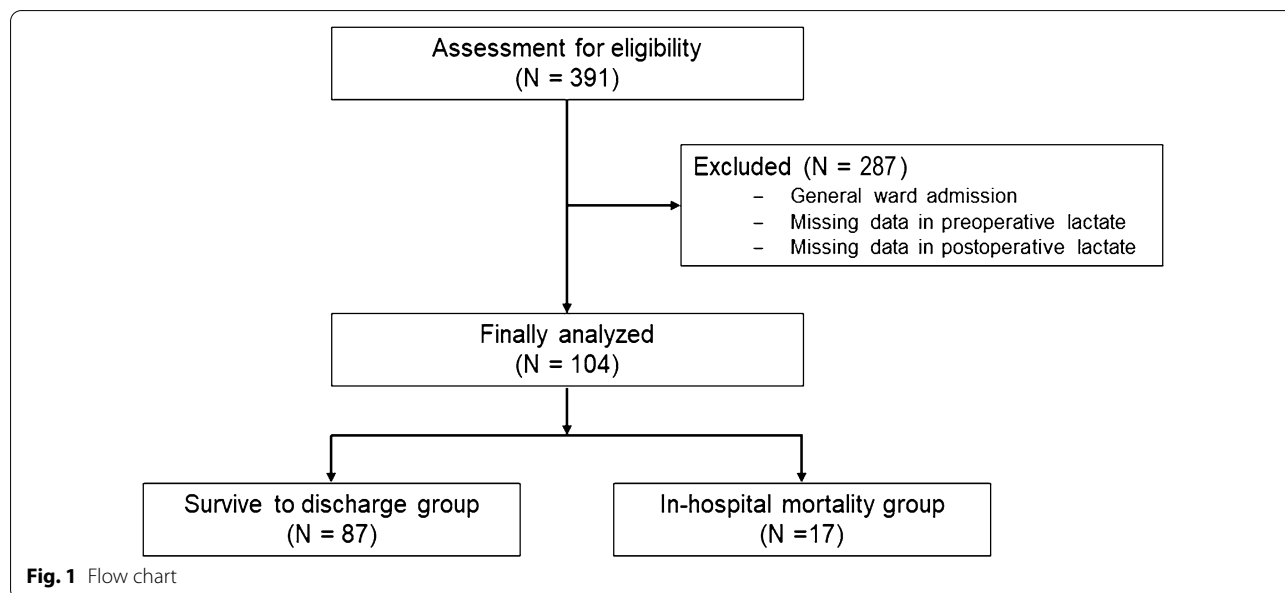 Assessment for eligibility
(N = 391)
Excluded (N = 287)
– General ward admission
– Missing data in preoperative lactate
– Missing data in postoperative lactate
Finally analyzed
(N = 104)
Survive to discharge group
(N = 87)
In-hospital mortality group
(N =17)
Fig. 1 Flow chart